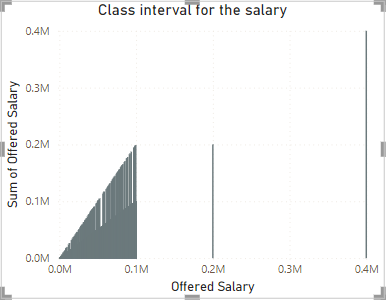 Class interval for the salary
Sum of Offered Salary
0.4M
0.3M
0.2M
0.1M
0.0M
0.0M 0.1M 0.2M 0.3M 0.4M
Offered Salary